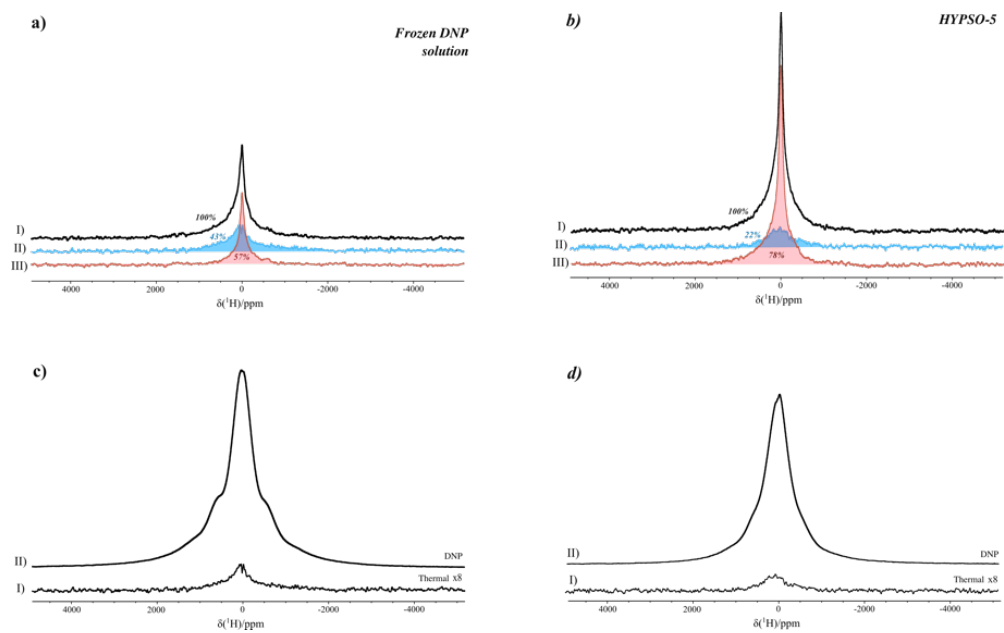 a)
Frozen DNP
solution
100%
I)
43%
II)
57%
III)
4000 2000 0 -2000 -4000
δ(¹H)/ppm
b)
HYPSO-5
100%
I)
22%
II)
78%
III)
4000 2000 0 -2000 -4000
δ(¹H)/ppm
c)
DNP
II)
Thermal x8
I)
4000 2000 0 -2000 -4000
δ(¹H)/ppm
d)
DNP
II)
Thermal x8
I)
4000 2000 0 -2000 -4000
δ(¹H)/ppm